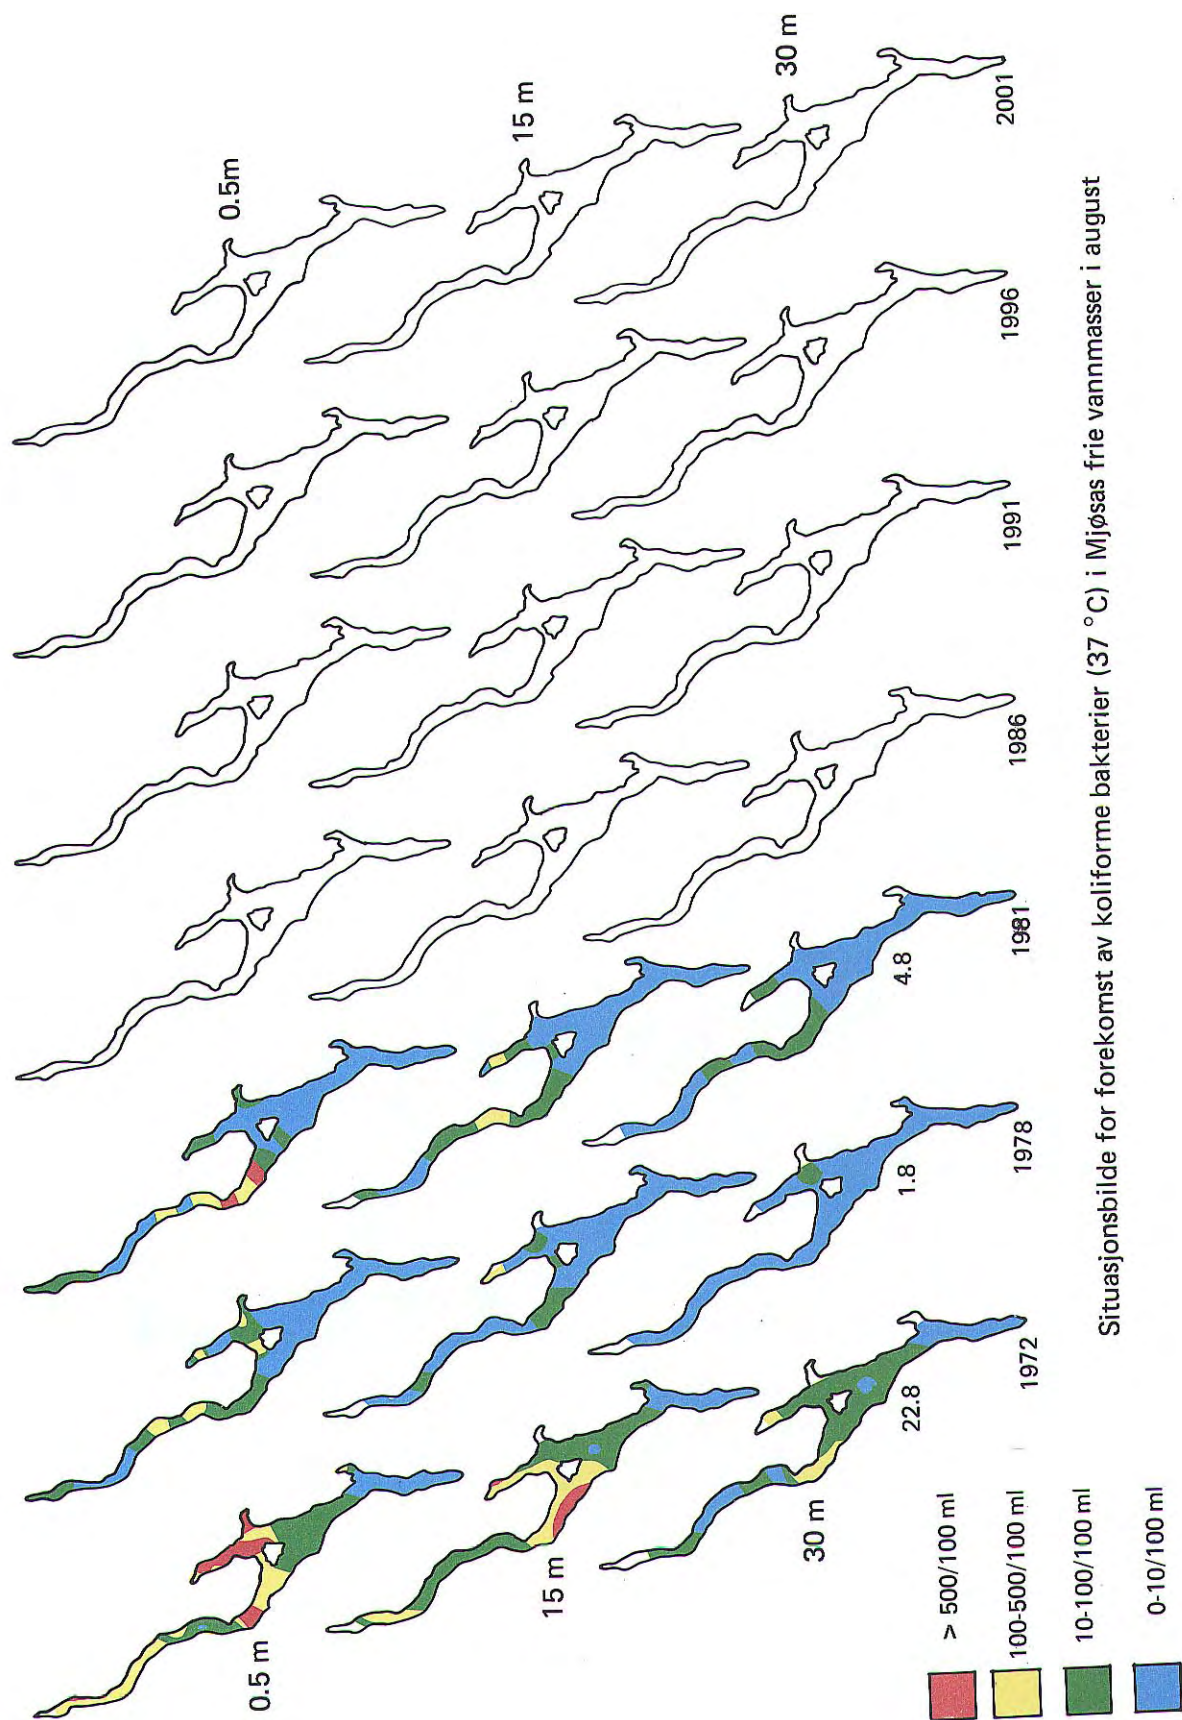 0.5m
15 m
30 m
0.5 m
15 m
30 m
22.8
1.8
4.8
1972
1978
1981
1986
1991
1996
2001
> 500/100 ml
100-500/100 ml
10-100/100 ml
0-10/100 ml
Situasjonsbilde for forekomst av koliforme bakterier (37 °C) i Mjøsas frie vannmasser i august